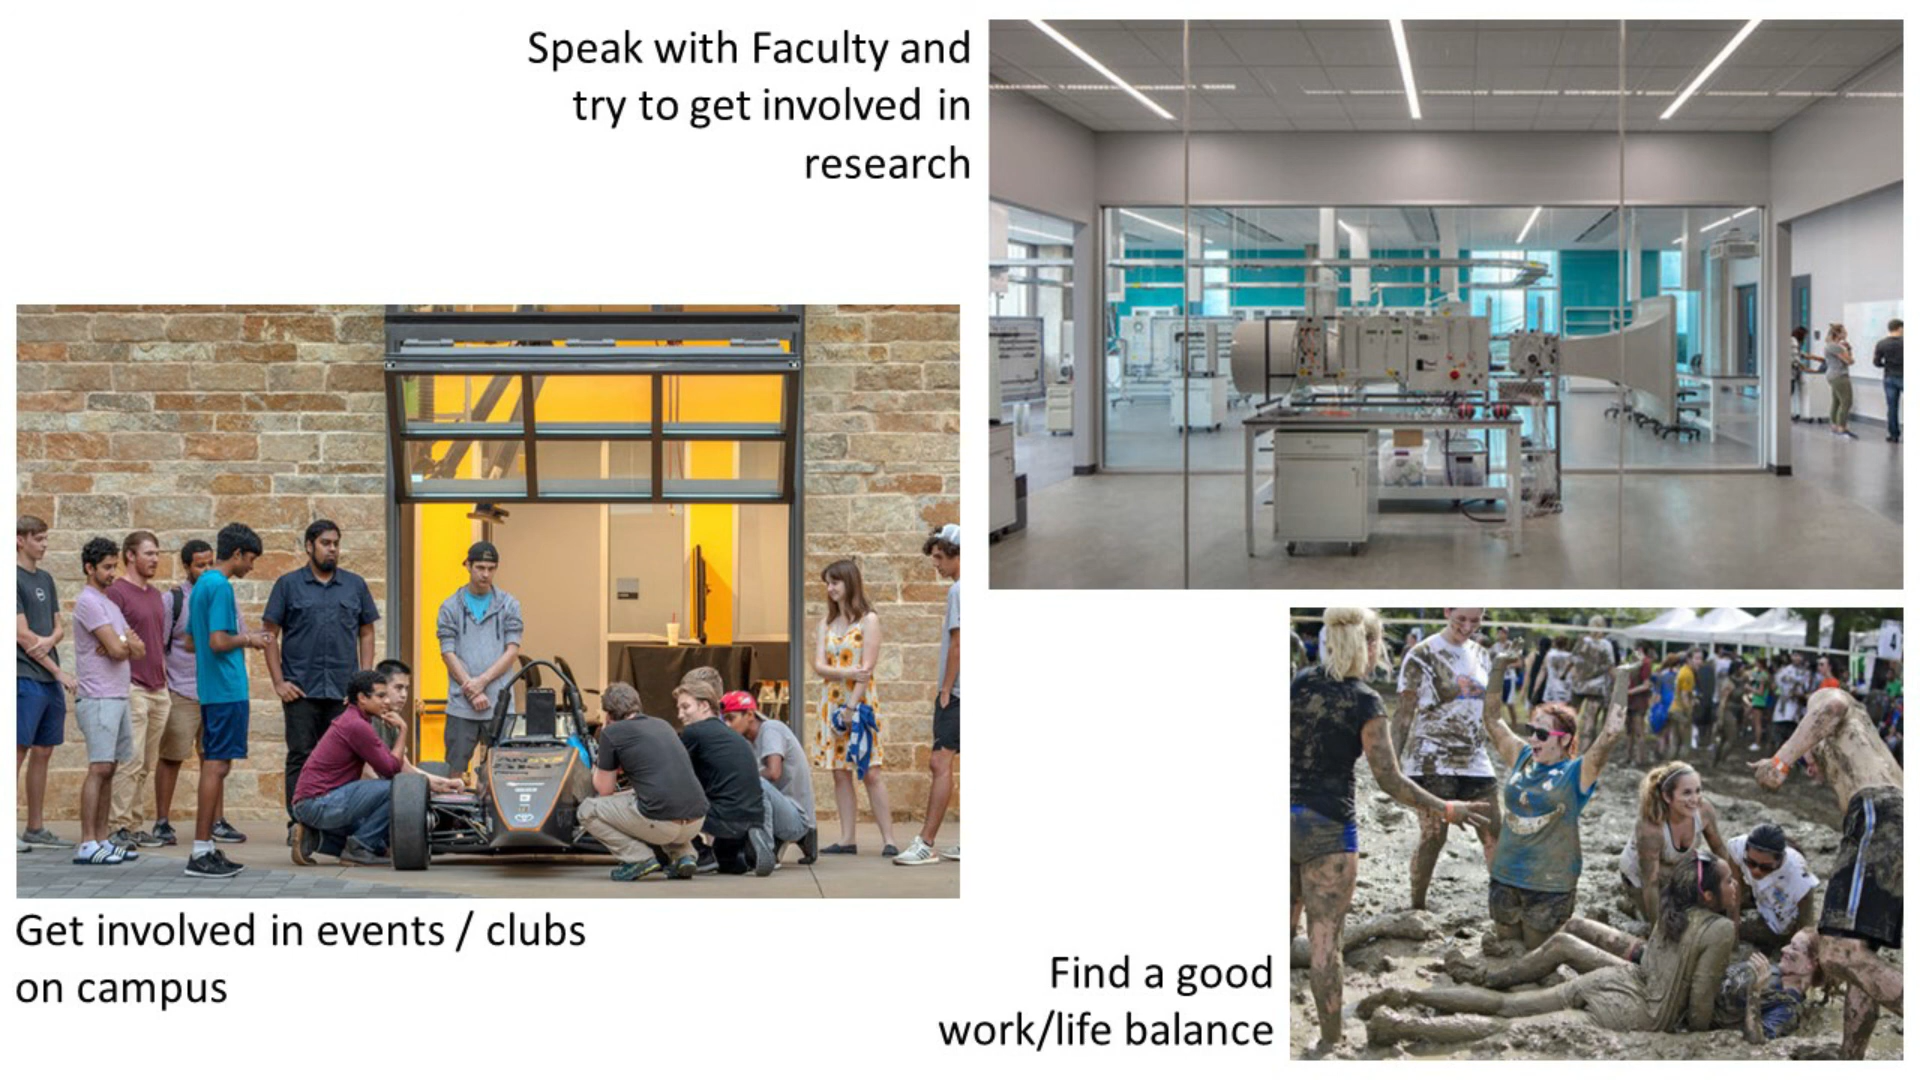 Speak with Faculty and
try to get involved in
research
Get involved in events / clubs
on campus
Find a good
work/life balance